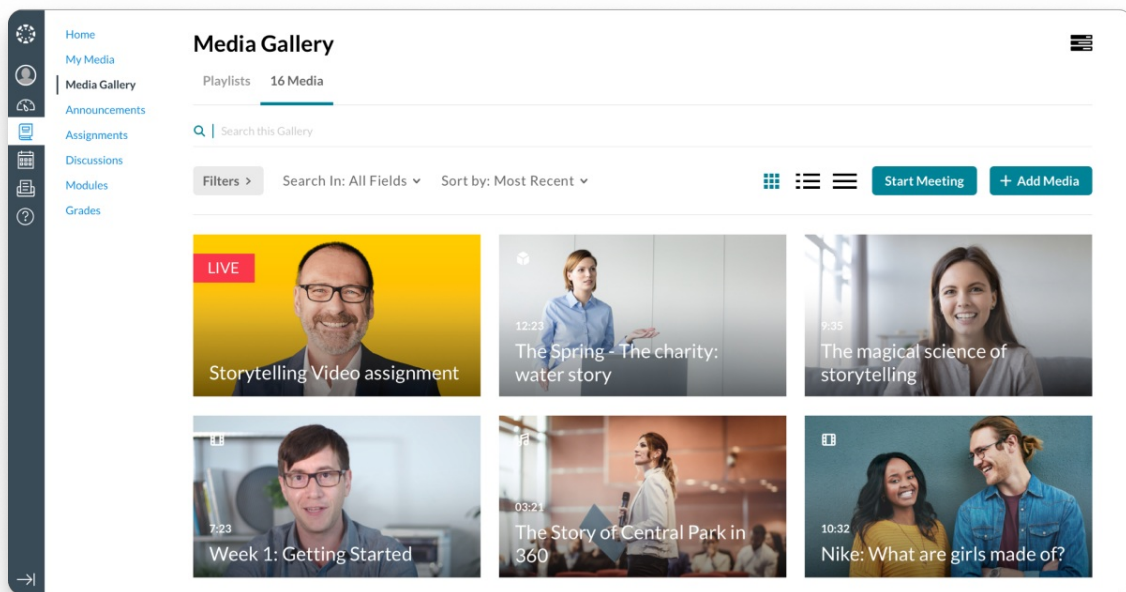 Home
My Media
Media Gallery
Announcements
Assignments
Discussions
Modules
Grades
Media Gallery
Playlists 16 Media
Search this Gallery
Filters >
Search In: All Fields
Sort by: Most Recent
Start Meeting
+ Add Media
LIVE
Storytelling Video assignment
12:23
The Spring - The charity:
water story
9:35
The magical science of
storytelling
7:23
Week 1: Getting Started
03:21
The Story of Central Park in
360
10:32
Nike: What are girls made of?